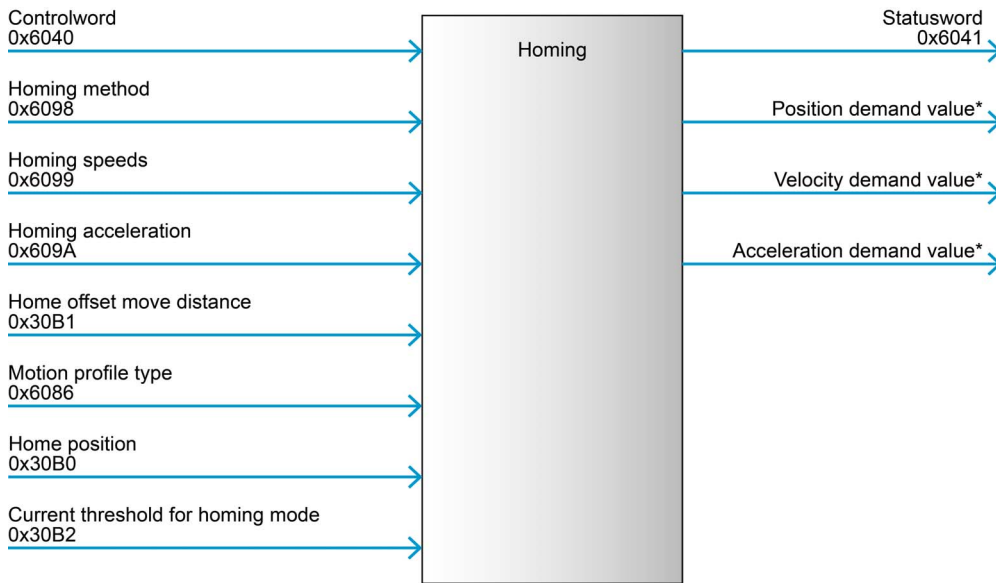 Controlword
0x6040
Homing method
0x6098
Homing speeds
0x6099
Homing acceleration
0x609A
Home offset move distance
0x30B1
Motion profile type
0x6086
Home position
0x30B0
Current threshold for homing mode
0x30B2
Homing
Statusword
0x6041
Position demand value*
Velocity demand value*
Acceleration demand value*